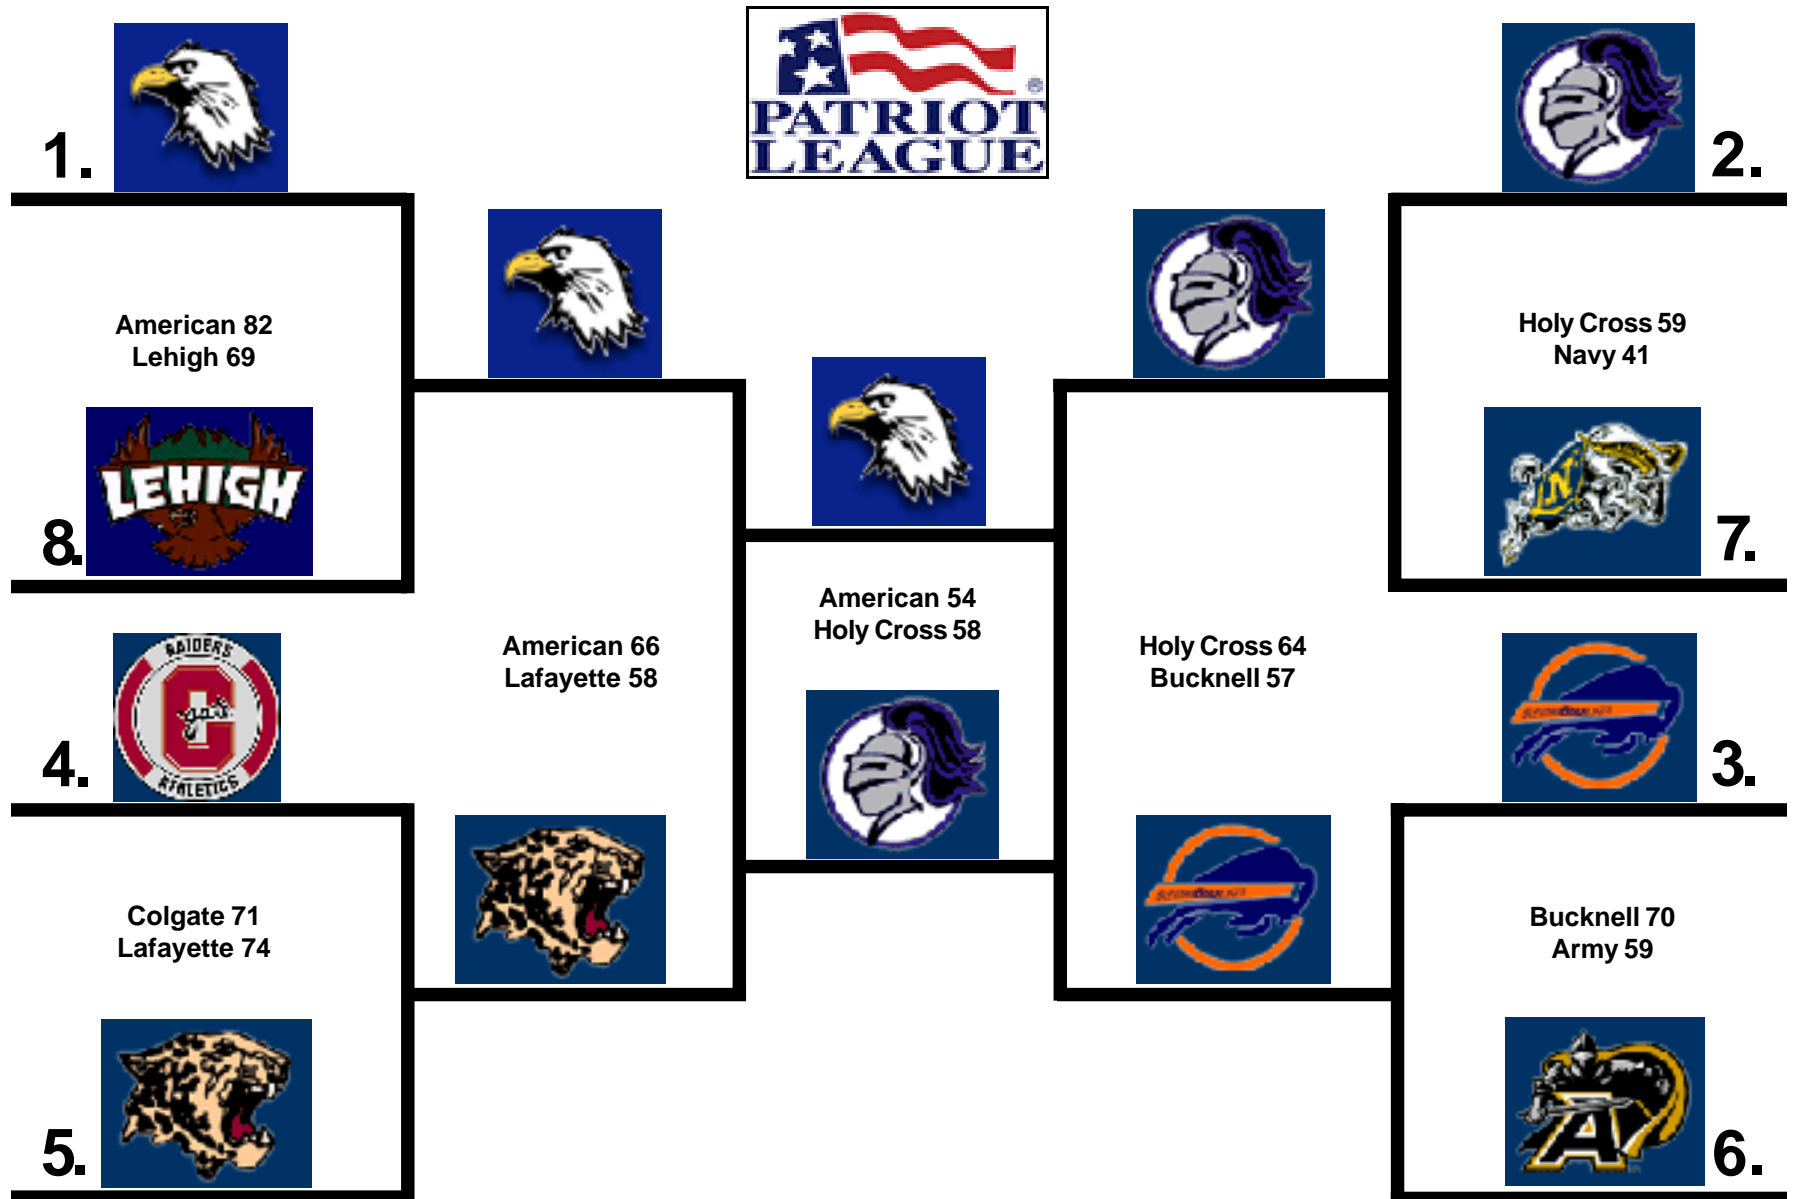 PATRIOT
LEAGUE
®
1.
American 82
Lehigh 69
LEHIGH
8.
4.
RAIDERS
C
gate
ATHLETICS
Colgate 71
Lafayette 74
5.
American 66
Lafayette 58
American 54
Holy Cross 58
Holy Cross 64
Bucknell 57
2.
Holy Cross 59
Navy 41
N
7.
3.
Bucknell 70
Army 59
A
6.